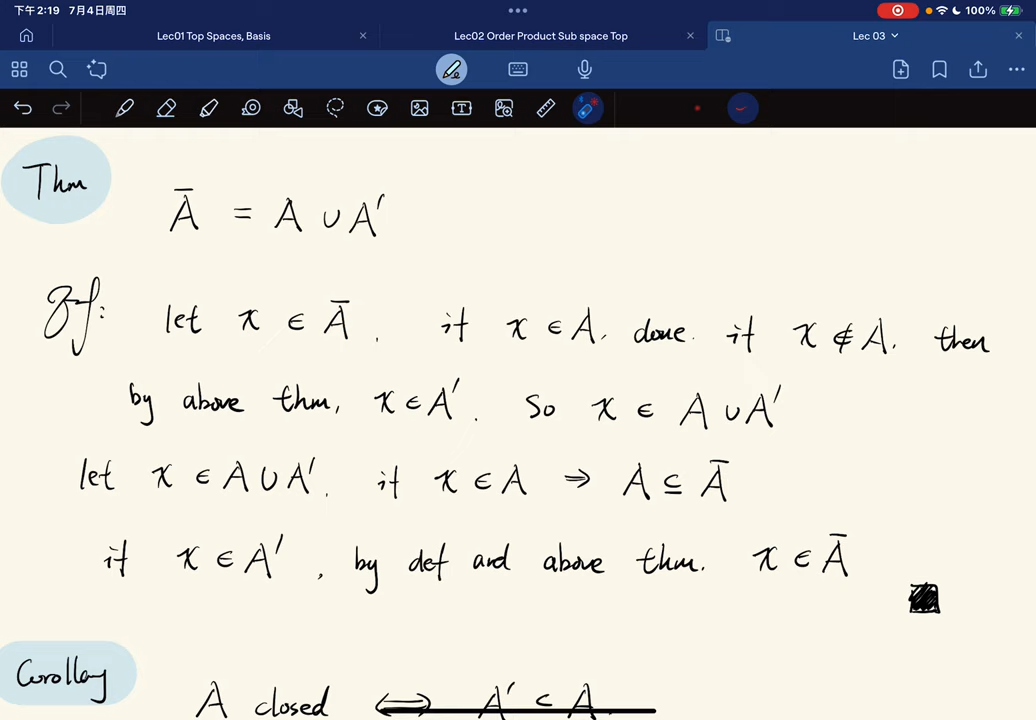 下午2:19 7月4日周四
100%
Lec01 Top Spaces, Basis
Lec02 Order Product Sub space Top
Lec 03
Thm
Ā = A ∪ A′
Pf:
let x ∈ Ā. if x ∈ A, done. if x ∉ A, then
by above thm, x ∈ A′. So x ∈ A ∪ A′
let x ∈ A ∪ A′. if x ∈ A ⇒ A ⊆ Ā
if x ∈ A′, by def and above thm. x ∈ Ā
Corollay
A closed ⟺ A′ ⊂ A